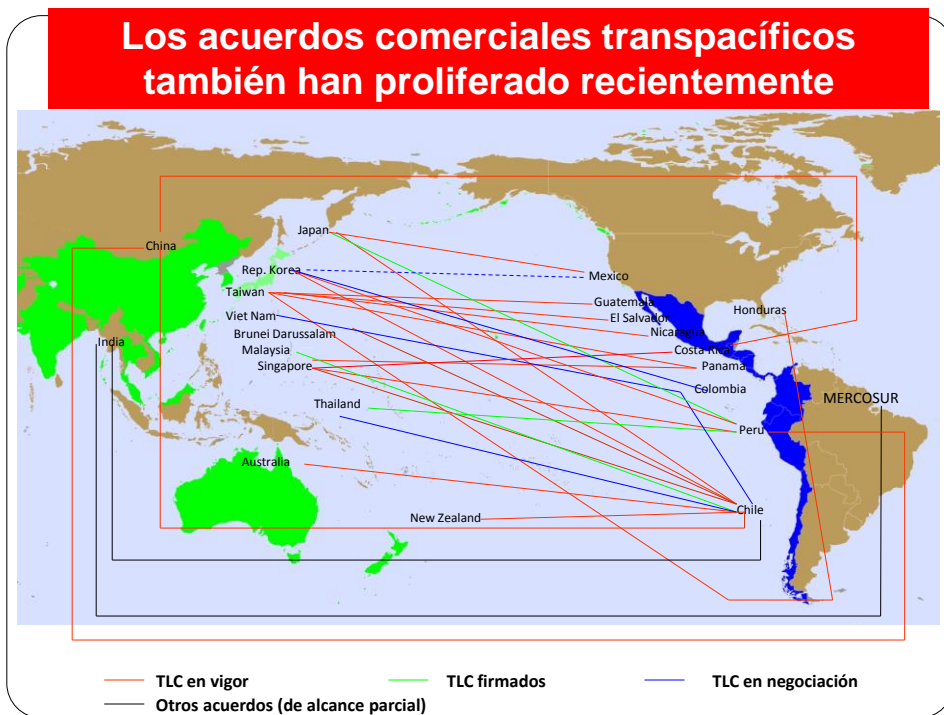 Los acuerdos comerciales transpacíficos
también han proliferado recientemente
Japan
China
Rep. Korea
Mexico
Taiwan
Guatemala
Honduras
Viet Nam
El Salvador
Brunei Darussalam
Nicaragua
India
Malaysia
Costa Rica
Singapore
Panama
Colombia
MERCOSUR
Thailand
Peru
Australia
Chile
New Zealand
TLC en vigor
TLC firmados
TLC en negociación
Otros acuerdos (de alcance parcial)